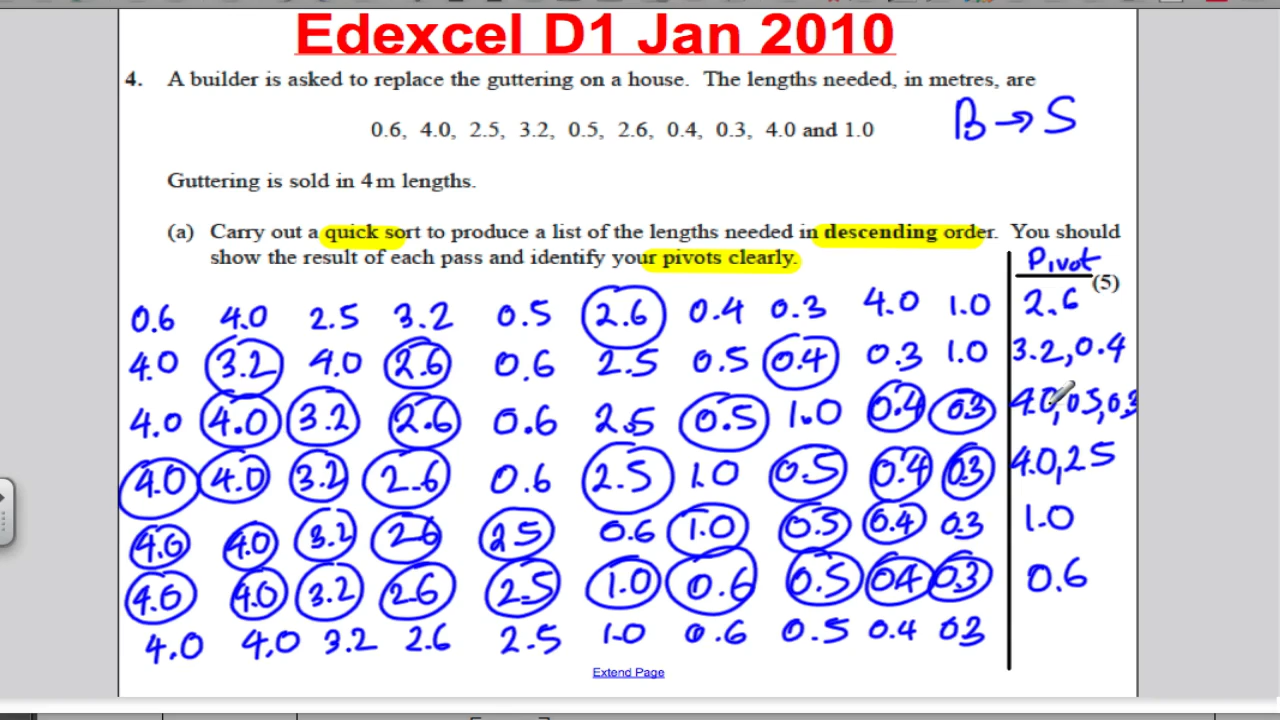 Edexcel D1 Jan 2010
4. A builder is asked to replace the guttering on a house. The lengths needed, in metres, are
0.6, 4.0, 2.5, 3.2, 0.5, 2.6, 0.4, 0.3, 4.0 and 1.0
B → S
Guttering is sold in 4 m lengths.
(a) Carry out a quick sort to produce a list of the lengths needed in descending order. You should
show the result of each pass and identify your pivots clearly.
Pivot
(5)
0.6 4.0 2.5 3.2 0.5 2.6 0.4 0.3 4.0 1.0 2.6
4.0 3.2 4.0 2.6 0.6 2.5 0.5 0.4 0.3 1.0 3.2, 0.4
4.0 4.0 3.2 2.6 0.6 2.5 0.5 1.0 0.4 0.3 4.0, 0.5, 0.3
4.0 4.0 3.2 2.6 0.6 2.5 1.0 0.5 0.4 0.3 4.0, 2.5
4.0 4.0 3.2 2.6 2.5 0.6 1.0 0.5 0.4 0.3 1.0
4.0 4.0 3.2 2.6 2.5 1.0 0.6 0.5 0.4 0.3 0.6
4.0 4.0 3.2 2.6 2.5 1.0 0.6 0.5 0.4 0.3
Extend Page